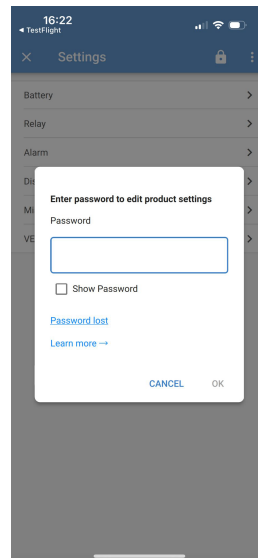 16:22
◀ TestFlight
Settings
Battery
Relay
Alarm
Enter password to edit product settings
Password
Show Password
Password lost
Learn more →
CANCEL
OK